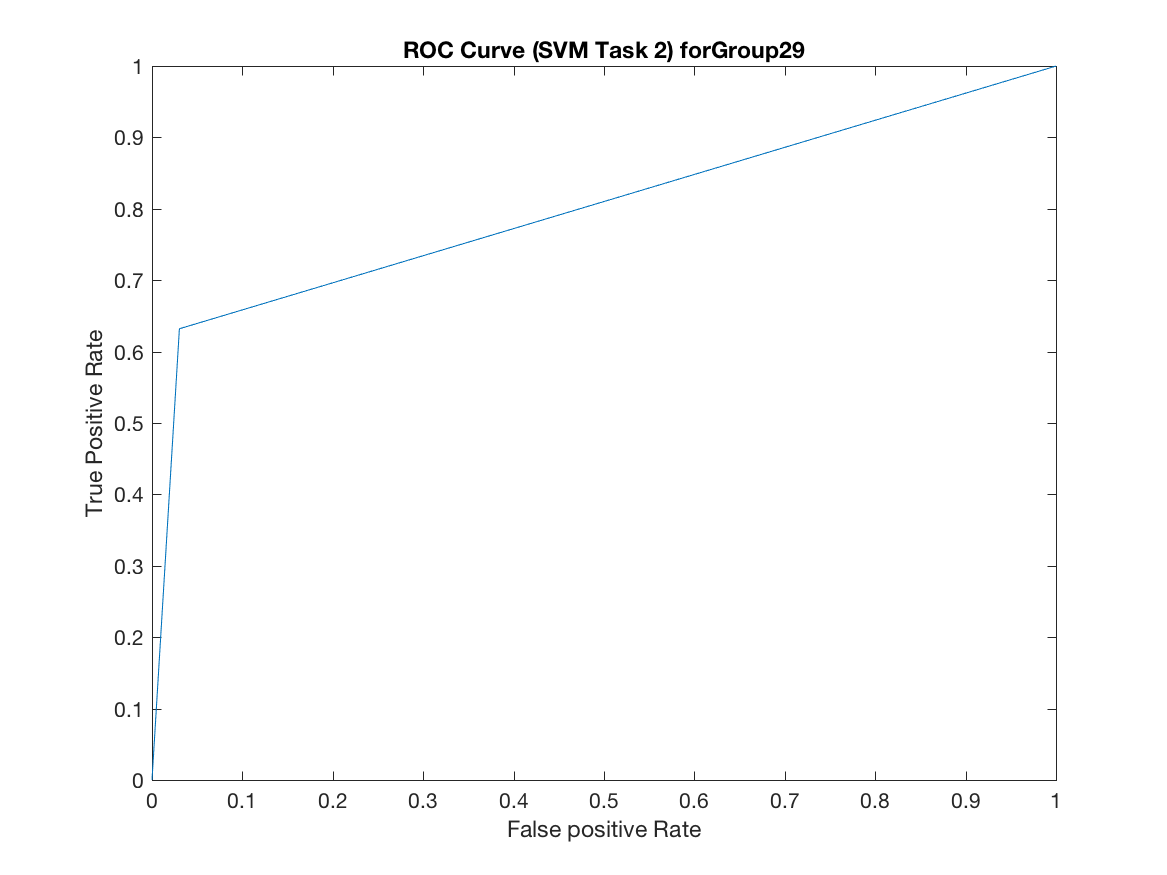 ROC Curve (SVM Task 2) forGroup29
1
0.9
0.8
0.7
0.6
0.5
0.4
0.3
0.2
0.1
0
True Positive Rate
0 0.1 0.2 0.3 0.4 0.5 0.6 0.7 0.8 0.9 1
False positive Rate